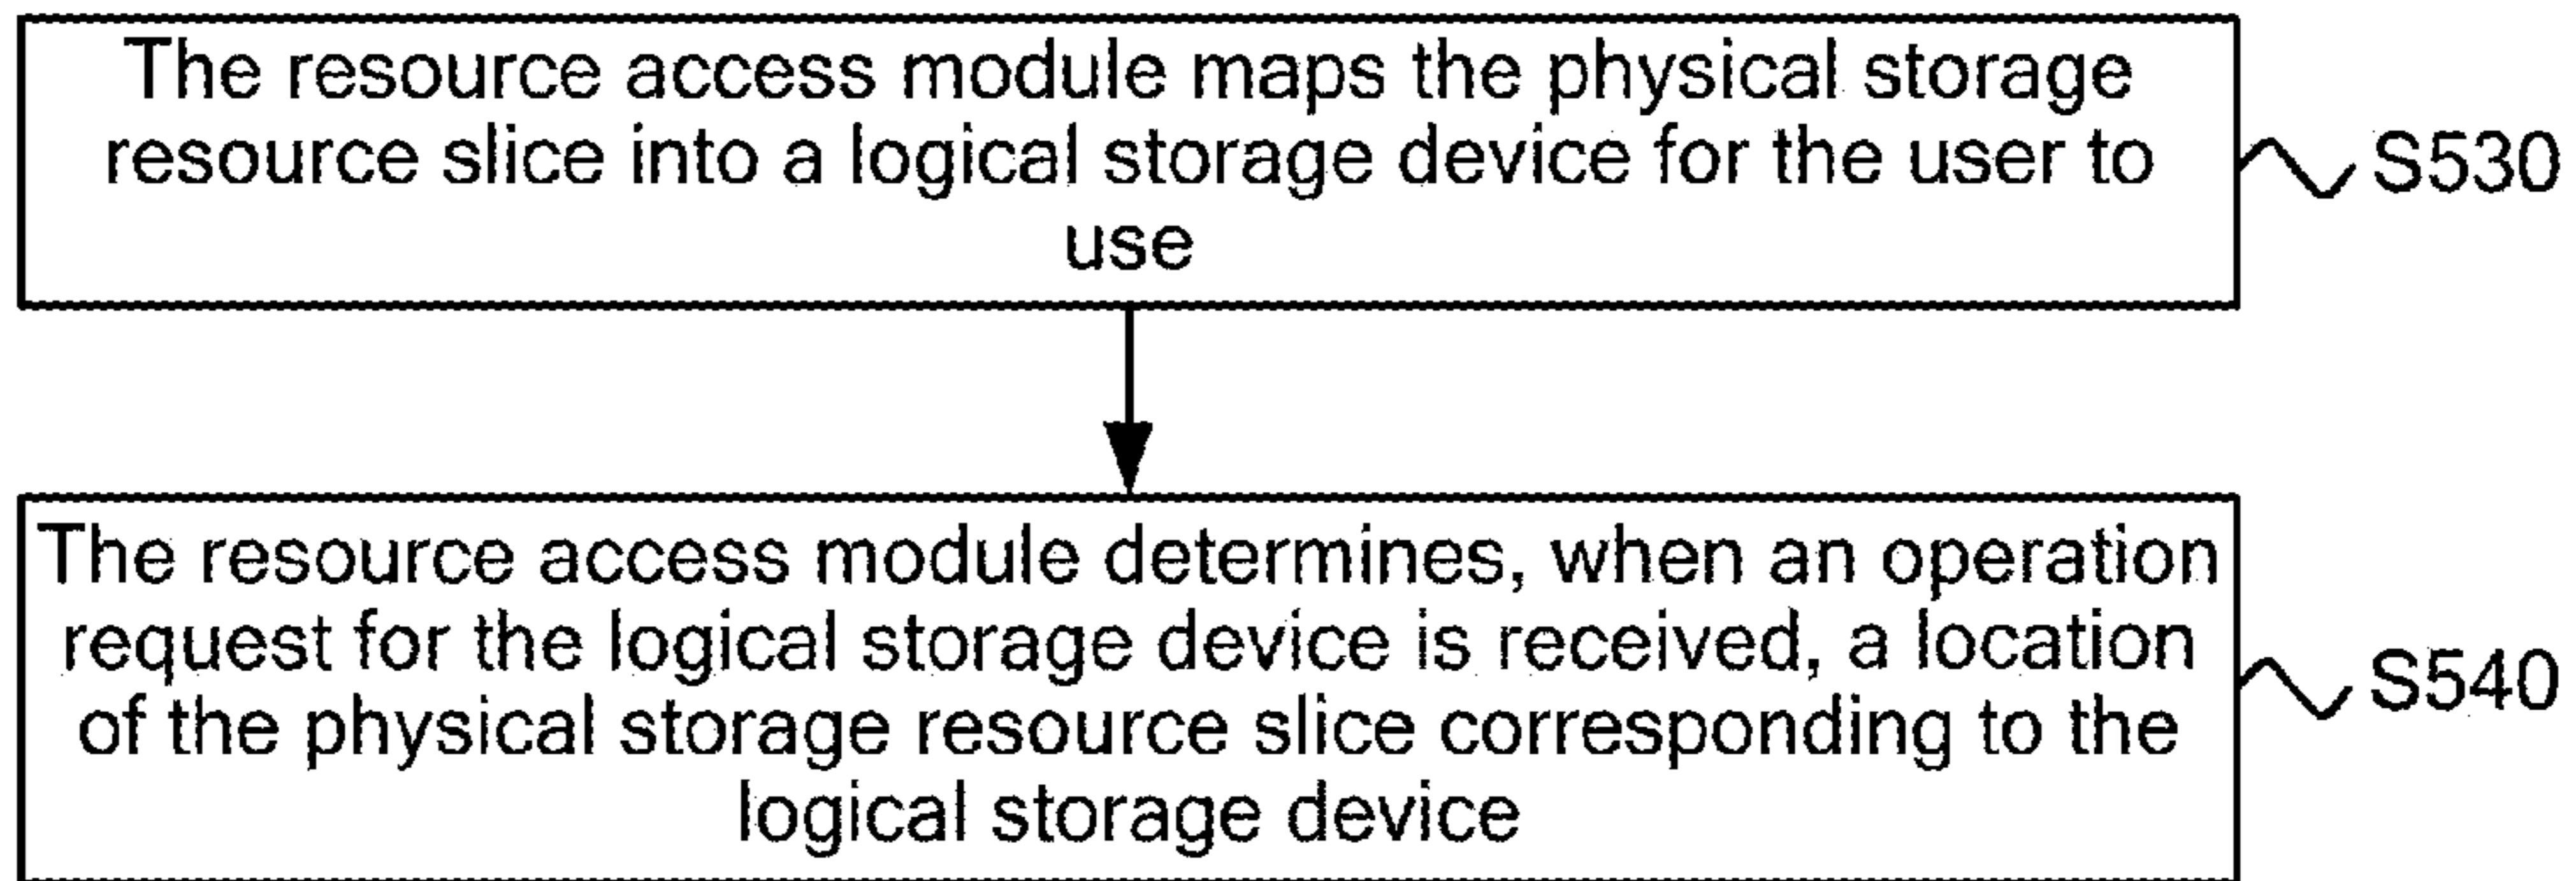 The resource access module maps the physical storage
resource slice into a logical storage device for the user to
use
S530
The resource access module determines, when an operation
request for the logical storage device is received, a location
of the physical storage resource slice corresponding to the
logical storage device
S540